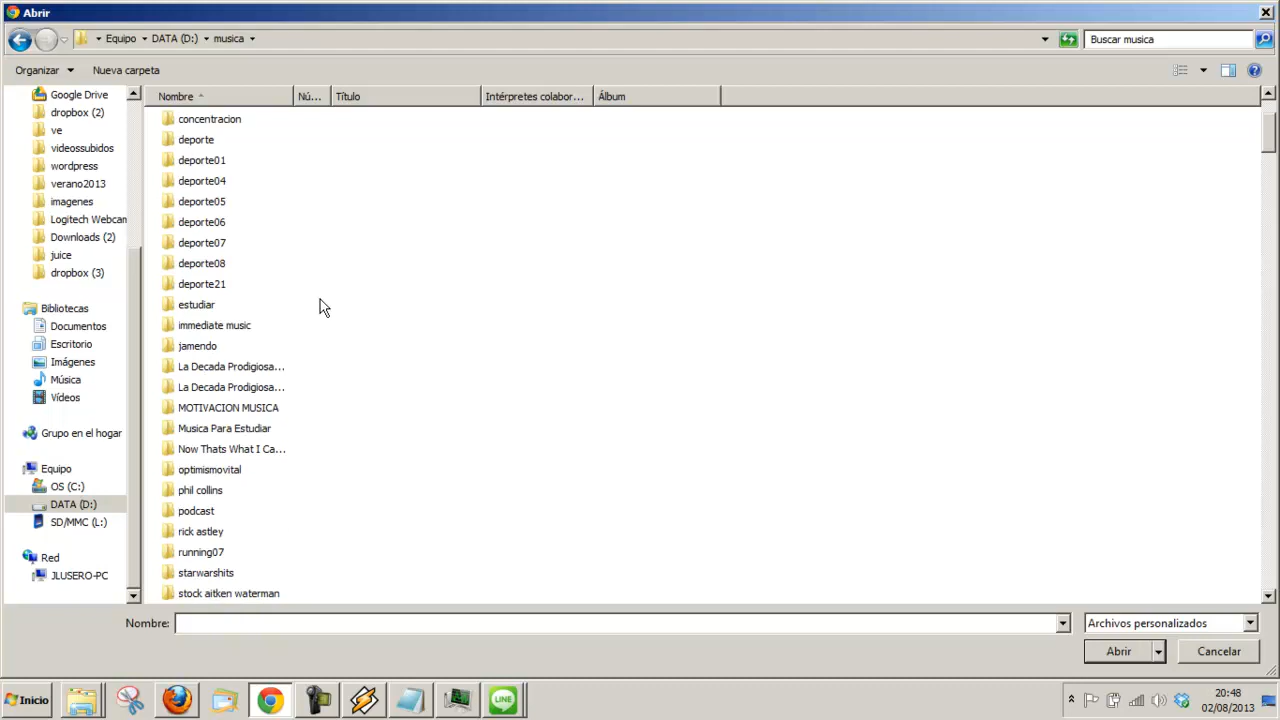 Abrir
Equipo DATA (D:) musica
Buscar musica
Organizar
Nueva carpeta
Google Drive
dropbox (2)
ve
videossubidos
wordpress
verano2013
imagenes
Logitech Webcan
Downloads (2)
juice
dropbox (3)
Bibliotecas
Documentos
Escritorio
Imágenes
Música
Vídeos
Grupo en el hogar
Equipo
OS (C:)
DATA (D:)
SD/MMC (L:)
Red
JLUSERO-PC
Nombre Nú... Título Intérpretes colabor... Álbum
concentracion
deporte
deporte01
deporte04
deporte05
deporte06
deporte07
deporte08
deporte21
estudiar
immediate music
jamendo
La Decada Prodigiosa...
La Decada Prodigiosa...
MOTIVACION MUSICA
Musica Para Estudiar
Now Thats What I Ca...
optimismovital
phil collins
podcast
rick astley
running07
starwarshits
stock aitken waterman
Nombre:
Archivos personalizados
Abrir
Cancelar
Inicio
LINE
20:48
02/08/2013